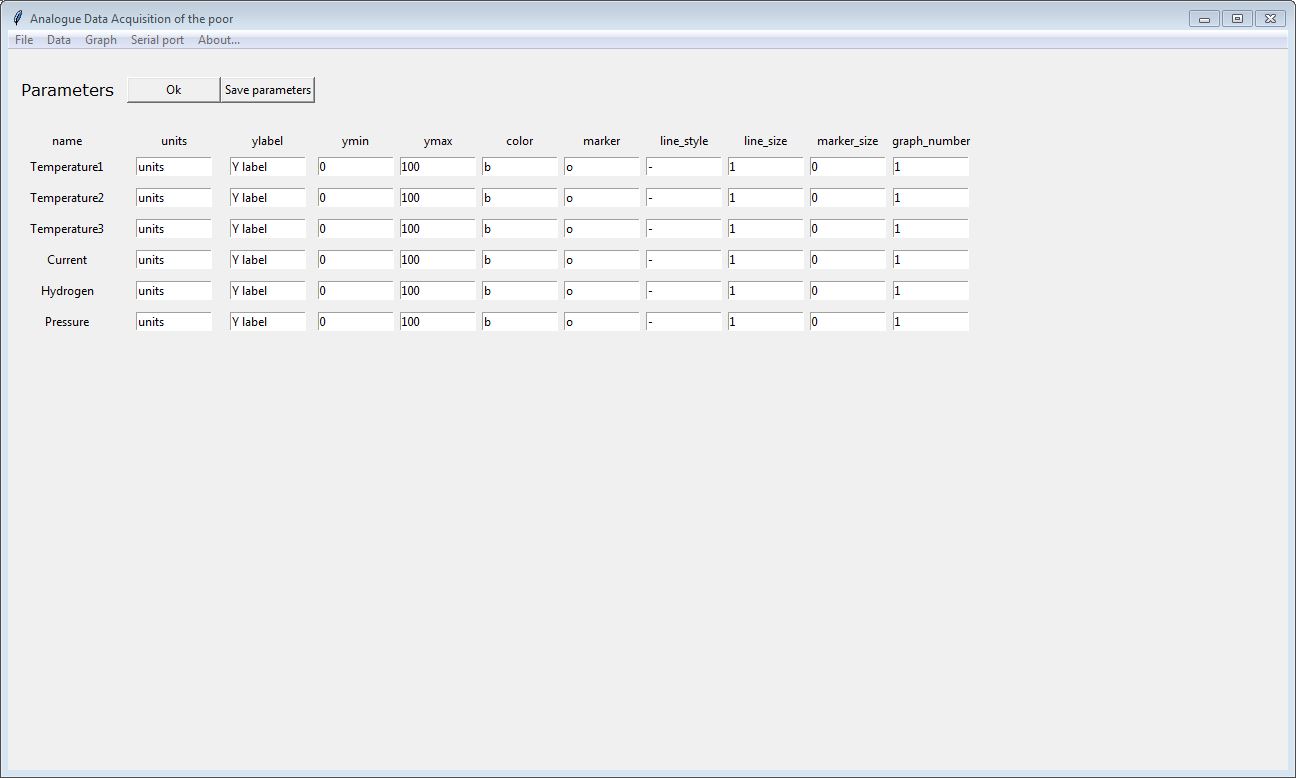 Analogue Data Acquisition of the poor
File Data Graph Serial port About...
Parameters Ok Save parameters
name units ylabel ymin ymax color marker line_style line_size marker_size graph_number
Temperature1 units Y label 0 100 b o - 1 0 1
Temperature2 units Y label 0 100 b o - 1 0 1
Temperature3 units Y label 0 100 b o - 1 0 1
Current units Y label 0 100 b o - 1 0 1
Hydrogen units Y label 0 100 b o - 1 0 1
Pressure units Y label 0 100 b o - 1 0 1